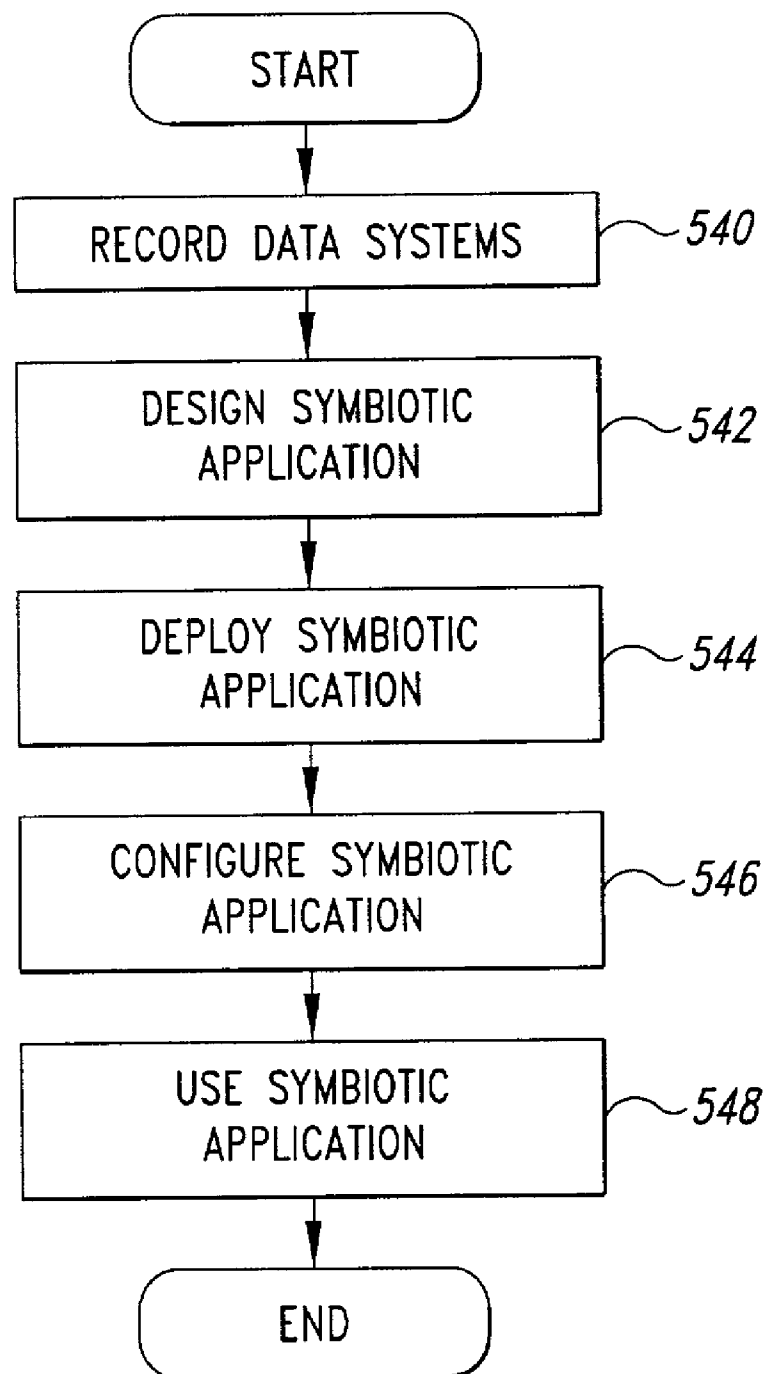 START
RECORD DATA SYSTEMS
540
DESIGN SYMBIOTIC
APPLICATION
542
DEPLOY SYMBIOTIC
APPLICATION
544
CONFIGURE SYMBIOTIC
APPLICATION
546
USE SYMBIOTIC
APPLICATION
548
END